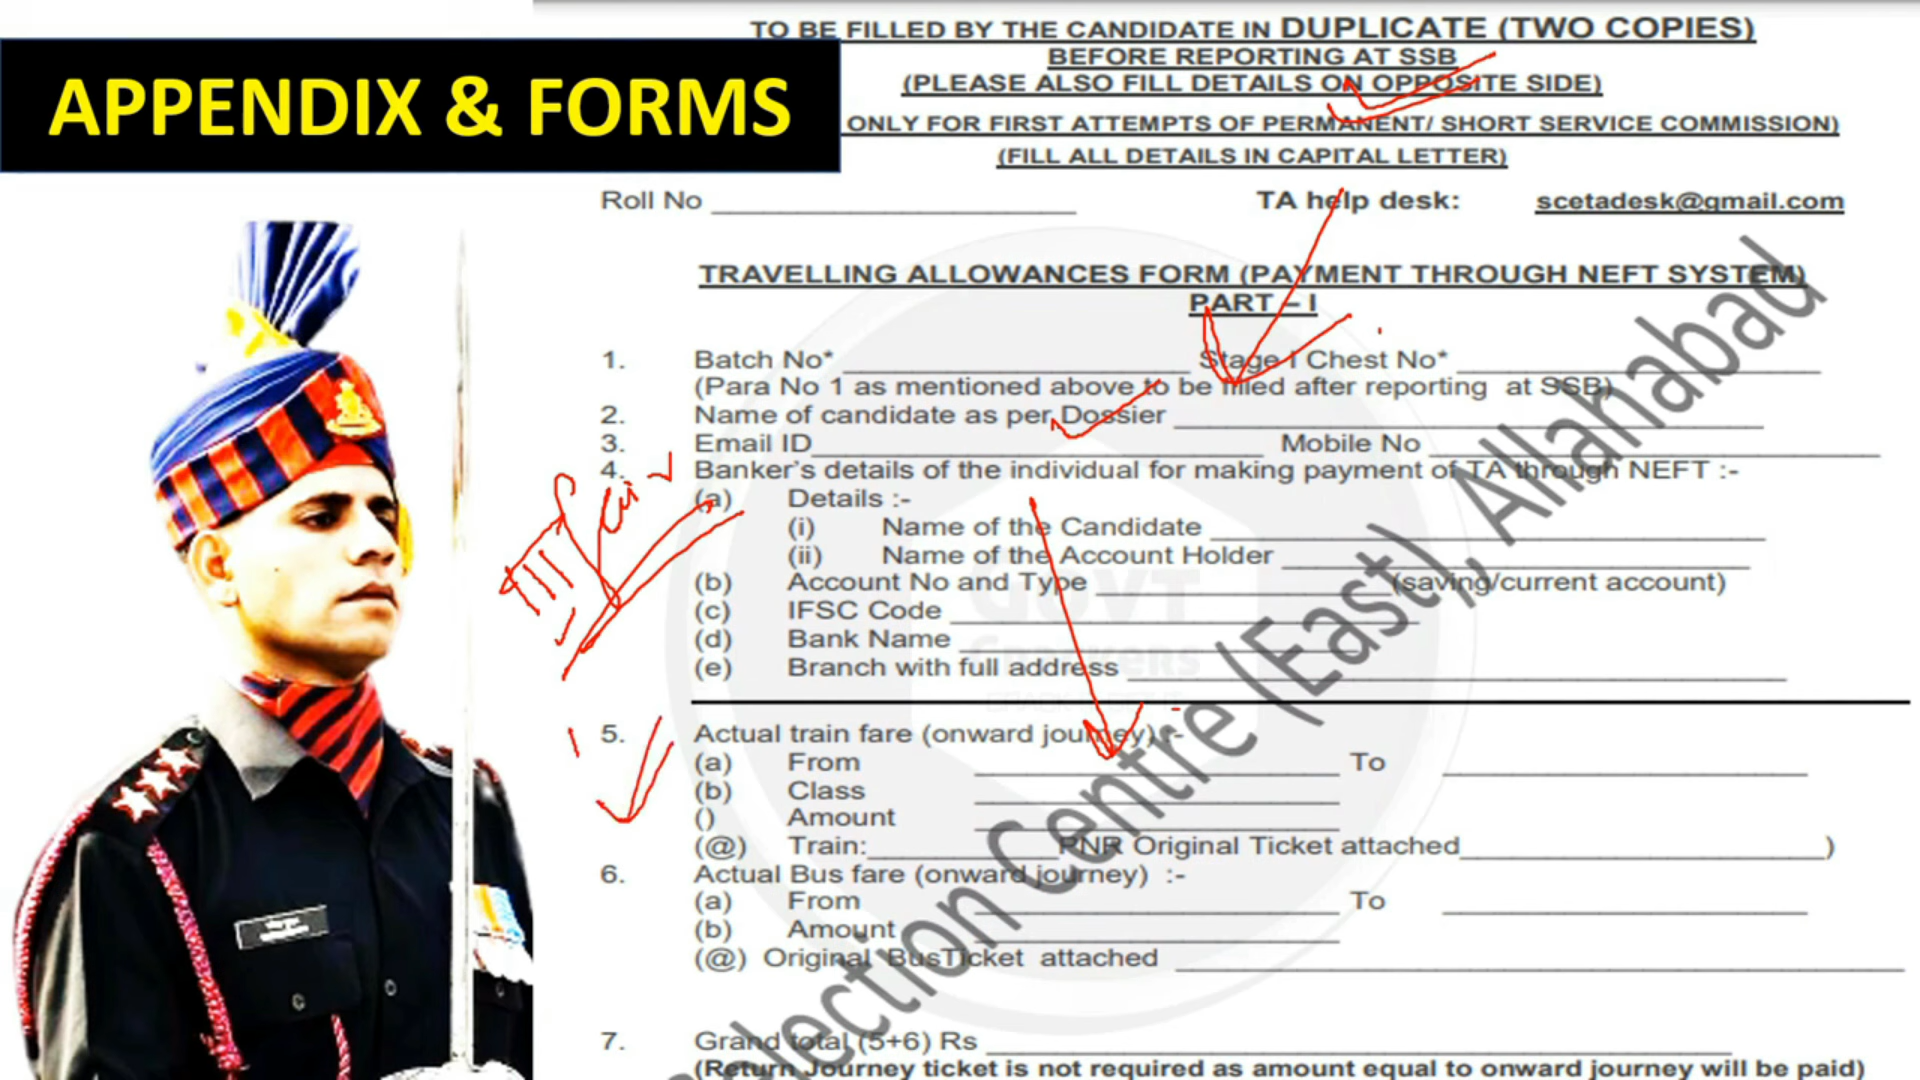 APPENDIX & FORMS
TO BE FILLED BY THE CANDIDATE IN DUPLICATE (TWO COPIES)
BEFORE REPORTING AT SSB
(PLEASE ALSO FILL DETAILS ON OPPOSITE SIDE)
ONLY FOR FIRST ATTEMPTS OF PERMANENT/ SHORT SERVICE COMMISSION)
(FILL ALL DETAILS IN CAPITAL LETTER)
Roll No TA help desk: scetadesk@gmail.com
TRAVELLING ALLOWANCES FORM (PAYMENT THROUGH NEFT SYSTEM)
PART – I
1. Batch No* Stage I Chest No*
(Para No 1 as mentioned above to be filled after reporting at SSB)
2. Name of candidate as per Dossier
3. Email ID Mobile No
4. Banker's details of the individual for making payment of TA through NEFT :-
(a) Details :-
(i) Name of the Candidate
(ii) Name of the Account Holder
(b) Account No and Type (saving/current account)
(c) IFSC Code
(d) Bank Name
(e) Branch with full address
5. Actual train fare (onward journey) :-
(a) From To
(b) Class
() Amount
(@) Train: PNR Original Ticket attached )
6. Actual Bus fare (onward journey) :-
(a) From To
(b) Amount
(@) Original BusTicket attached
7. Grand total (5+6) Rs
(Return Journey ticket is not required as amount equal to onward journey will be paid)
election Centre (East), Allahabad
GOVT
Crackers